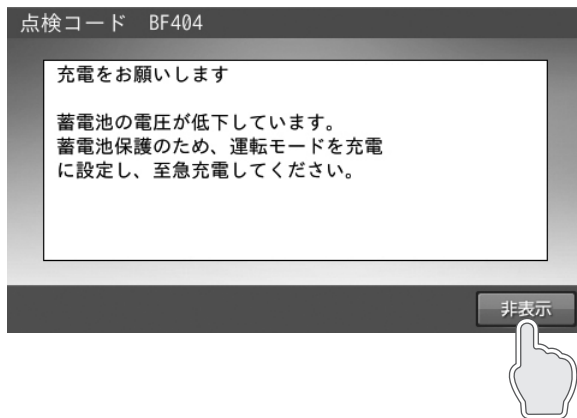 点検コード BF404
充電をお願いします
蓄電池の電圧が低下しています。
蓄電池保護のため、運転モードを充電
に設定し、至急充電してください。
非表示